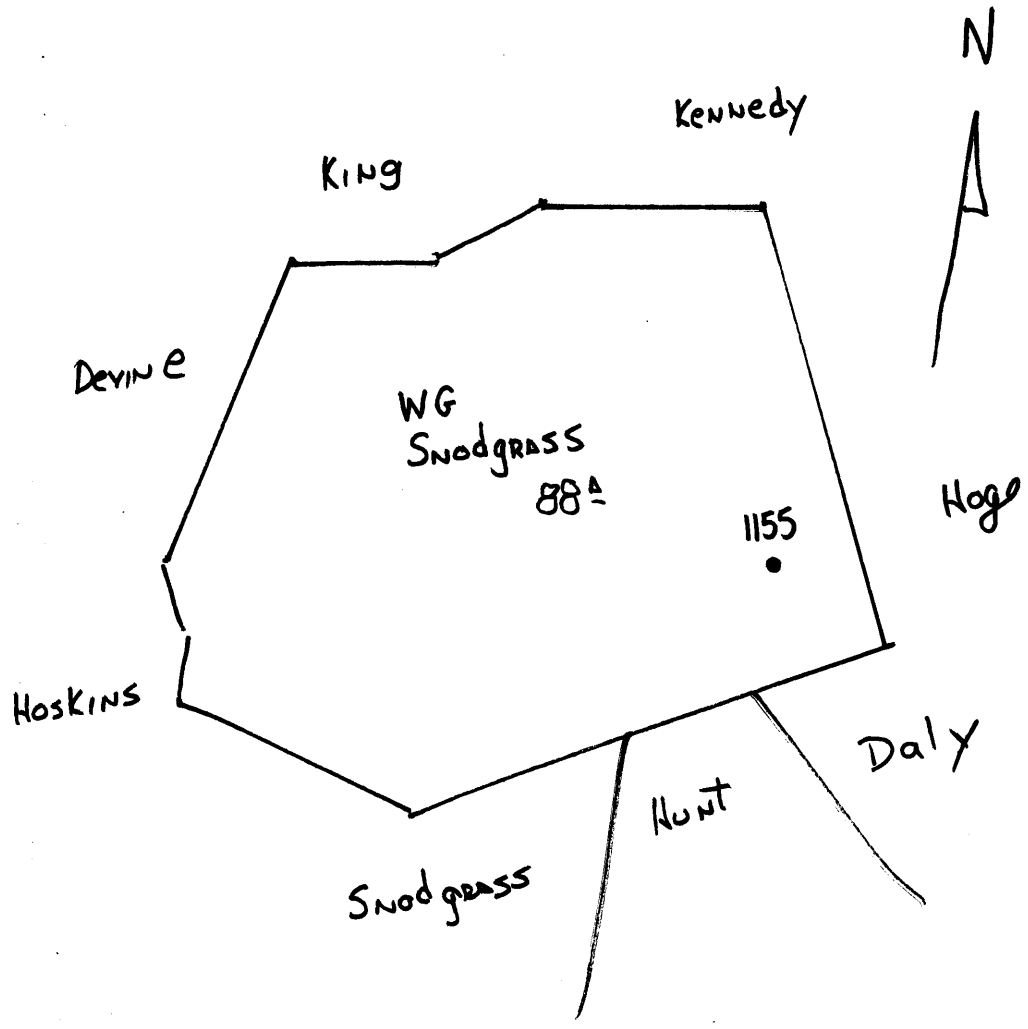 N
Kennedy
King
Devine
WG
Snodgrass
88 A
Hoge
1155
Hoskins
Daly
Hunt
Snodgrass